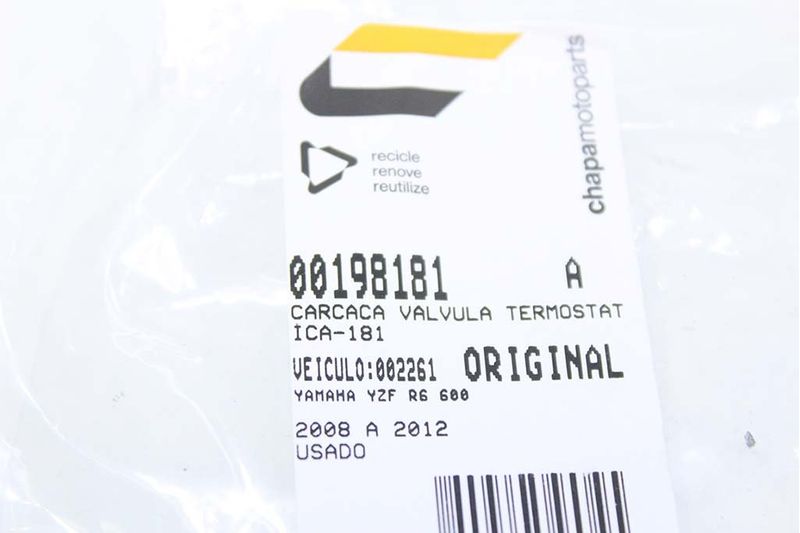 chapamotoparts
recicle
renove
reutilize
00198181 A
CARCACA VALVULA TERMOSTAT
ICA-181
VEICULO:002261 ORIGINAL
YAMAHA YZF R6 600
2008 A 2012
USADO